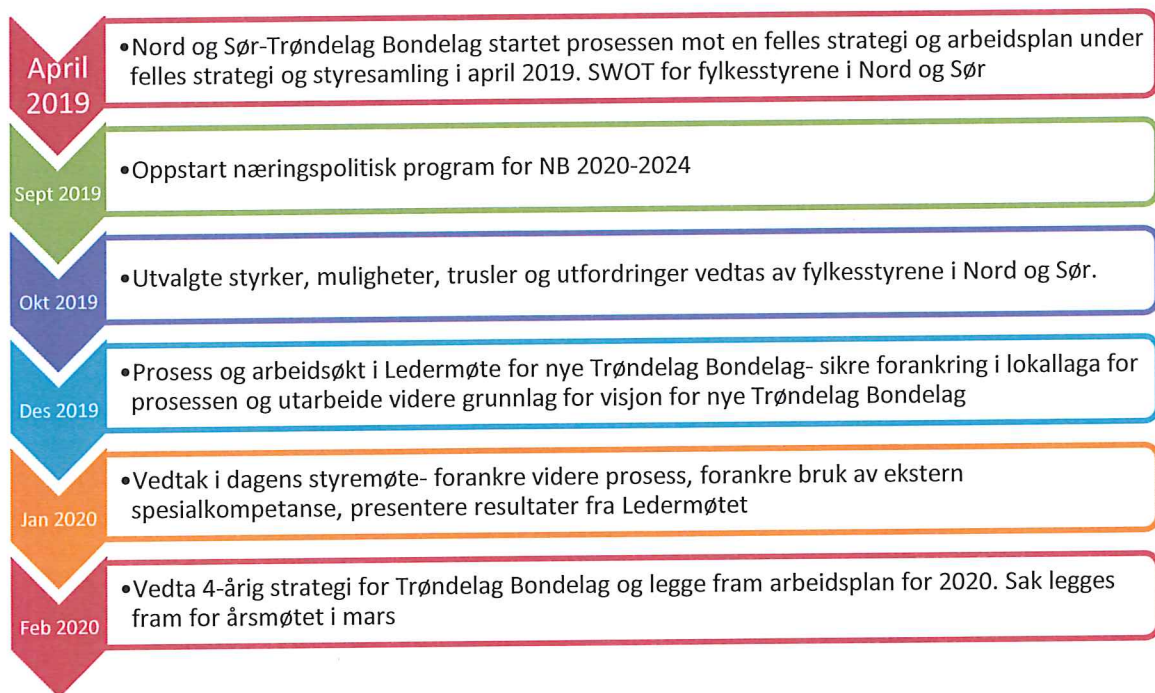 April
2019
•Nord og Sør-Trøndelag Bondelag startet prosessen mot en felles strategi og arbeidsplan under
felles strategi og styresamling i april 2019. SWOT for fylkesstyrene i Nord og Sør
Sept 2019
•Oppstart næringspolitisk program for NB 2020-2024
Okt 2019
•Utvalgte styrker, muligheter, trusler og utfordringer vedtas av fylkesstyrene i Nord og Sør.
Des 2019
•Prosess og arbeidsøkt i Ledermøte for nye Trøndelag Bondelag- sikre forankring i lokallaga for
prosessen og utarbeide videre grunnlag for visjon for nye Trøndelag Bondelag
Jan 2020
•Vedtak i dagens styremøte- forankre videre prosess, forankre bruk av ekstern
spesialkompetanse, presentere resultater fra Ledermøtet
Feb 2020
•Vedta 4-årig strategi for Trøndelag Bondelag og legge fram arbeidsplan for 2020. Sak legges
fram for årsmøtet i mars